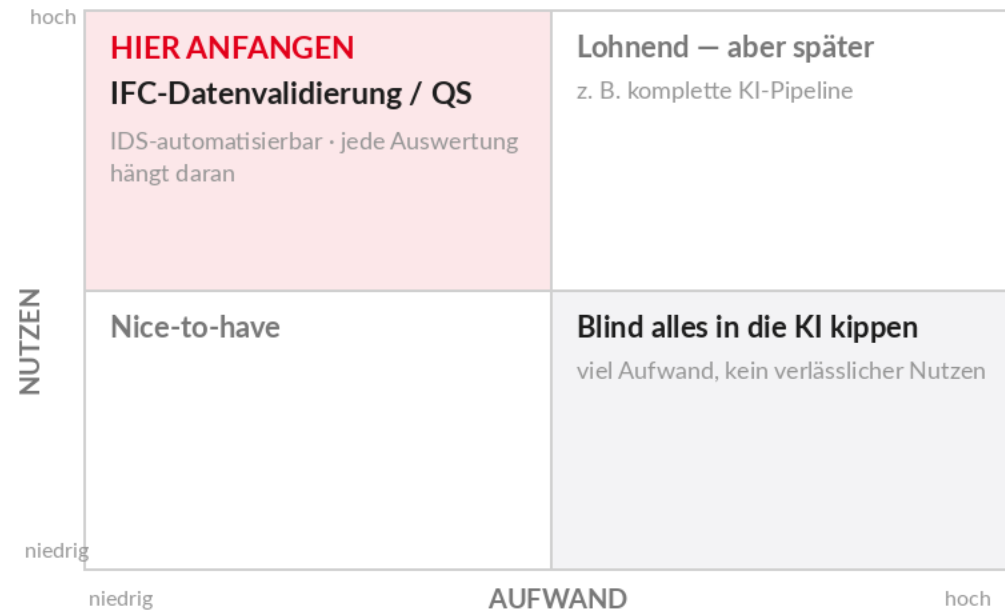 hoch
HIER ANFANGEN
IFC-Datenvalidierung / QS
IDS-automatisierbar · jede Auswertung
hängt daran
Lohnend — aber später
z. B. komplette KI-Pipeline
NUTZEN
Nice-to-have
Blind alles in die KI kippen
viel Aufwand, kein verlässlicher Nutzen
niedrig
niedrig
AUFWAND
hoch